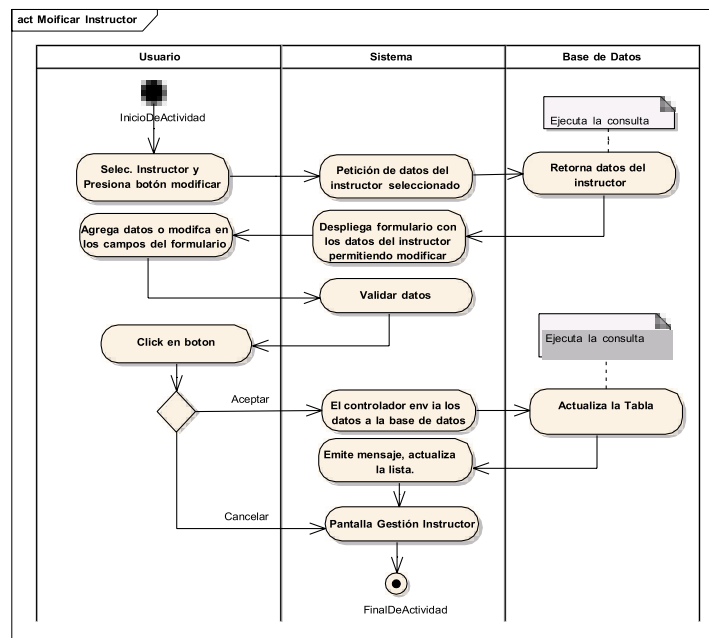 act Moificar Instructor
Usuario
Sistema
Base de Datos
InicioDeActividad
Ejecuta la consulta
Selec. Instructor y
Presiona botón modificar
Petición de datos del
instructor seleccionado
Retorna datos del
instructor
Agrega datos o modifca en
los campos del formulario
Despliega formulario con
los datos del instructor
permitiendo modificar
Validar datos
Ejecuta la consulta
Click en boton
Aceptar
El controlador env ia los
datos a la base de datos
Actualiza la Tabla
Emite mensaje, actualiza
la lista.
Cancelar
Pantalla Gestión Instructor
FinalDeActividad